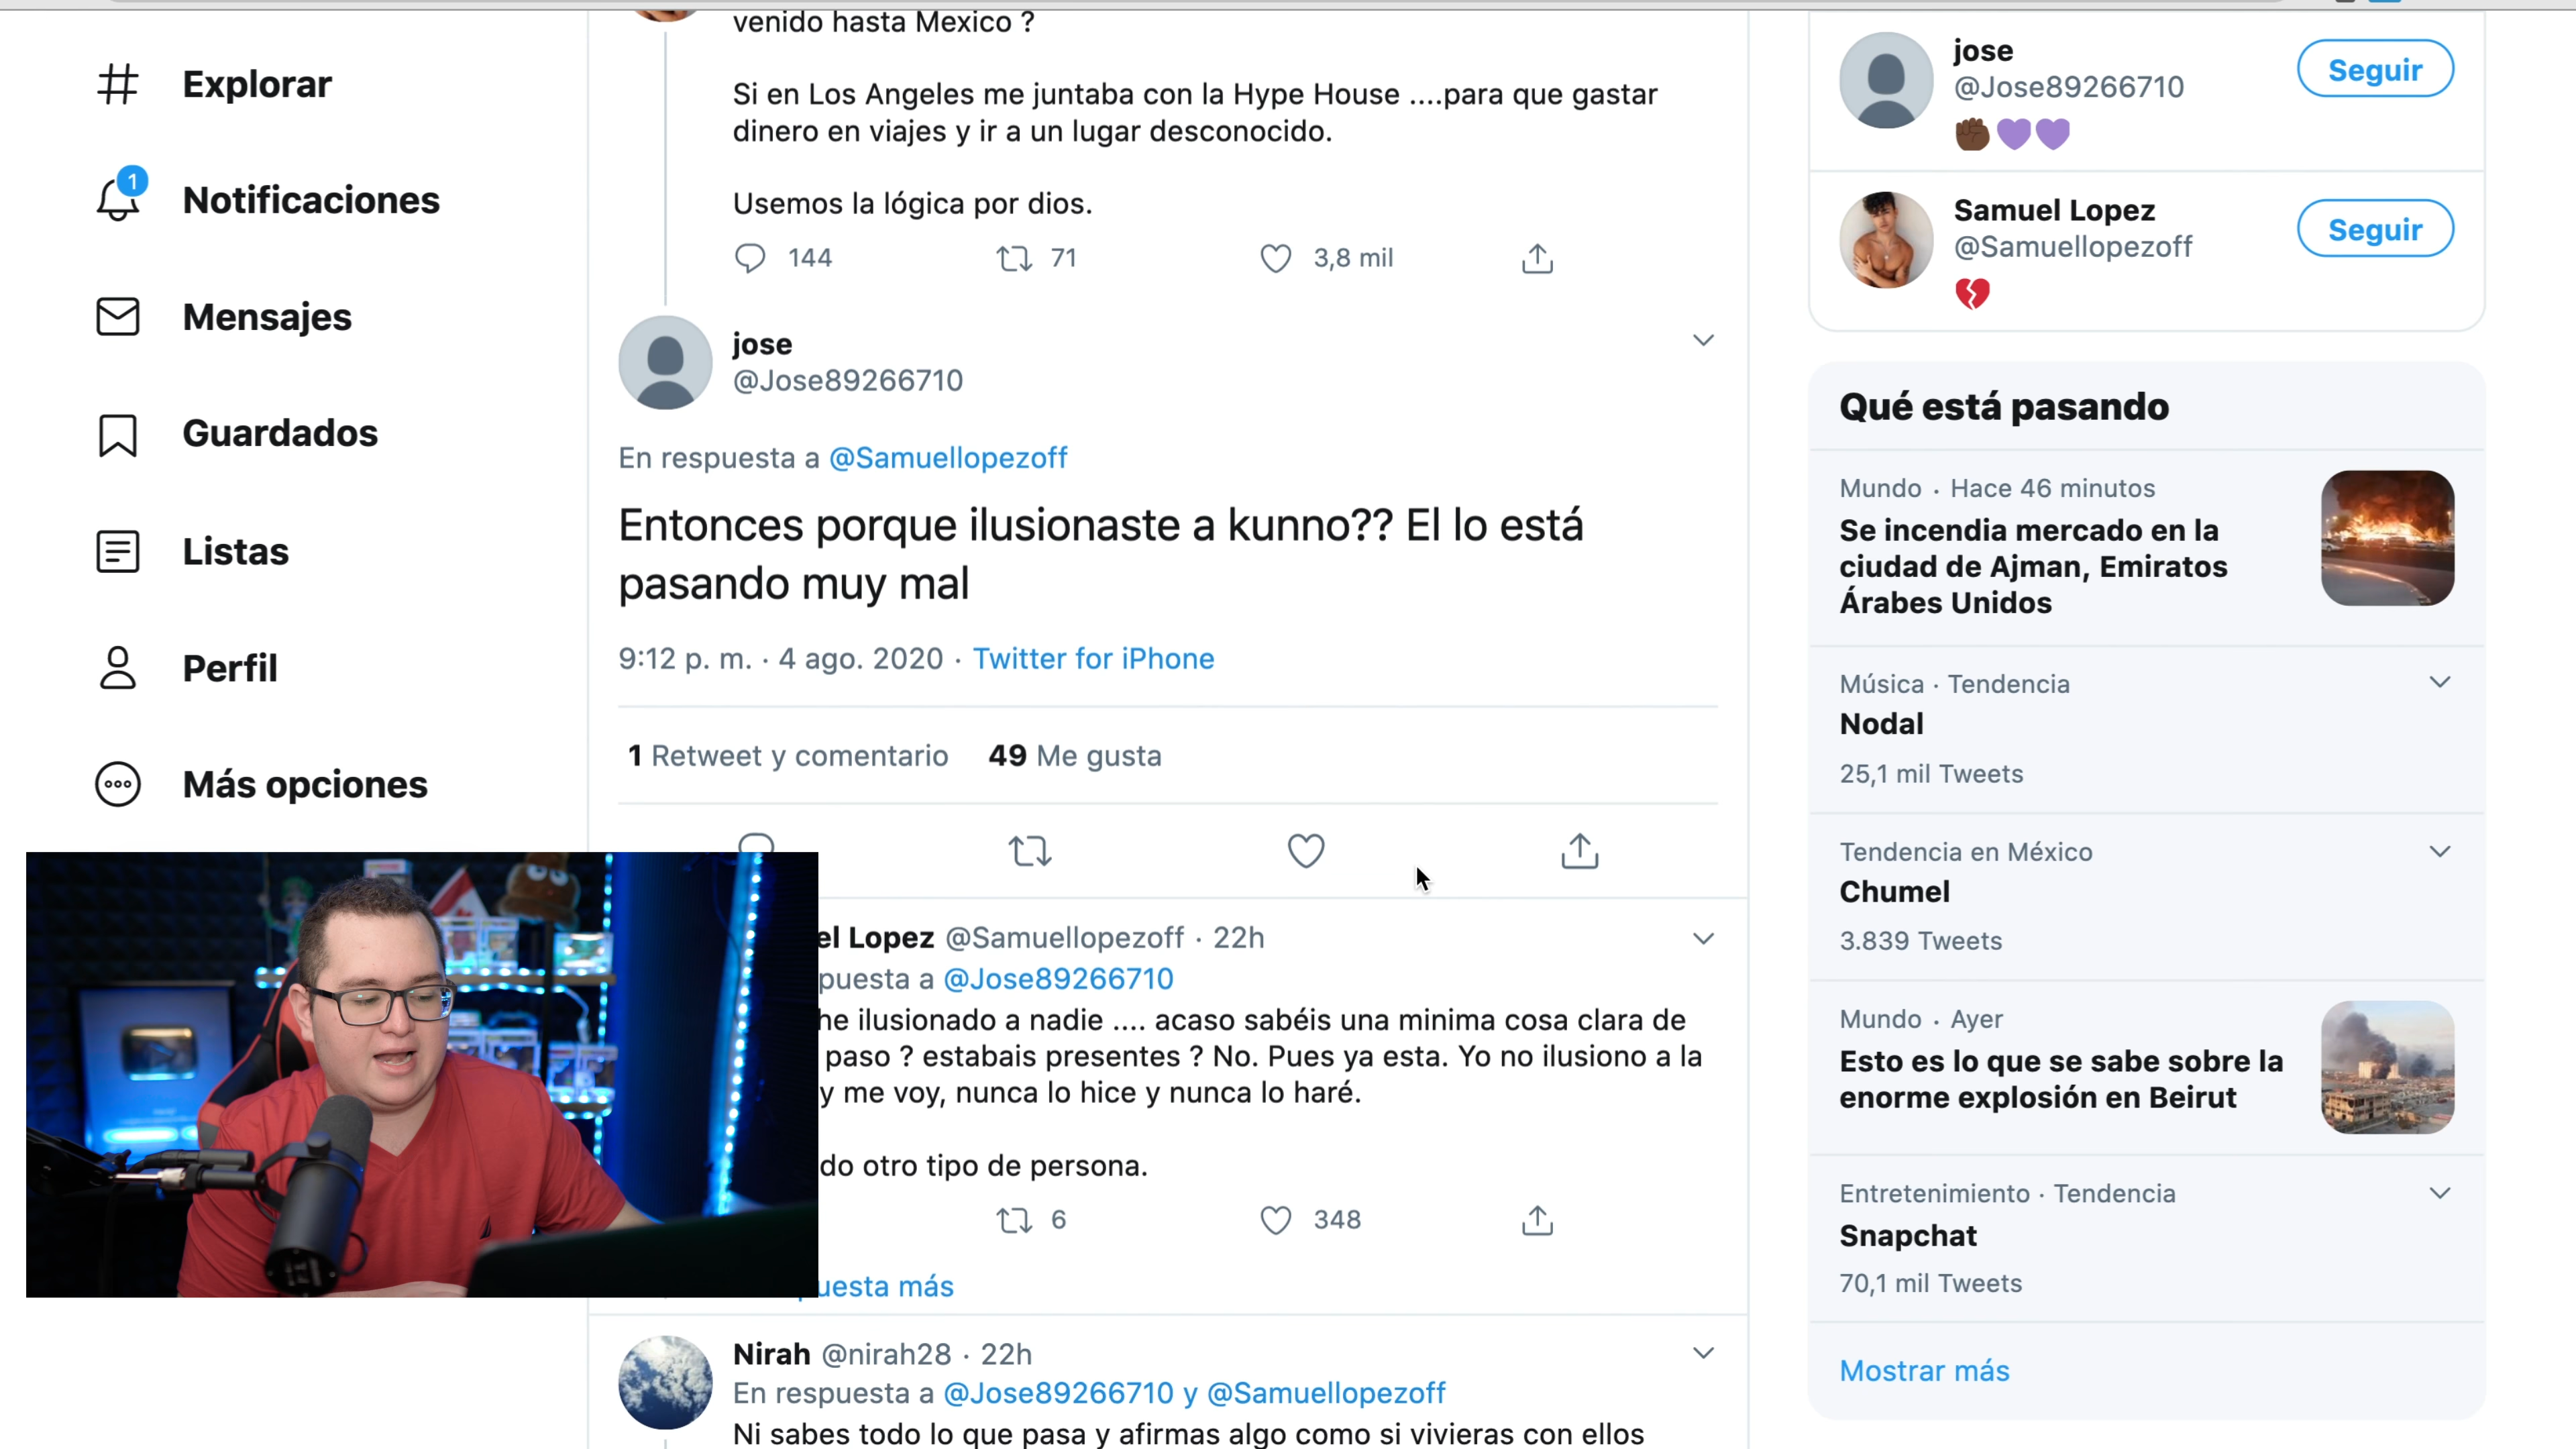 Explorar
1
Notificaciones
Mensajes
Guardados
Listas
Perfil
Más opciones
venido hasta Mexico ?
Si en Los Angeles me juntaba con la Hype House ....para que gastar
dinero en viajes y ir a un lugar desconocido.
Usemos la lógica por dios.
144 71 3,8 mil
jose
@Jose89266710
En respuesta a @Samuellopezoff
Entonces porque ilusionaste a kunno?? El lo está
pasando muy mal
9:12 p. m. · 4 ago. 2020 · Twitter for iPhone
1 Retweet y comentario 49 Me gusta
el Lopez @Samuellopezoff · 22h
puesta a @Jose89266710
he ilusionado a nadie .... acaso sabéis una minima cosa clara de
paso ? estabais presentes ? No. Pues ya esta. Yo no ilusiono a la
y me voy, nunca lo hice y nunca lo haré.
do otro tipo de persona.
6 348
uesta más
Nirah @nirah28 · 22h
En respuesta a @Jose89266710 y @Samuellopezoff
Ni sabes todo lo que pasa y afirmas algo como si vivieras con ellos
jose
@Jose89266710
Seguir
✊🏿💜💜
Samuel Lopez
@Samuellopezoff
Seguir
💔
Qué está pasando
Mundo · Hace 46 minutos
Se incendia mercado en la
ciudad de Ajman, Emiratos
Árabes Unidos
Música · Tendencia
Nodal
25,1 mil Tweets
Tendencia en México
Chumel
3.839 Tweets
Mundo · Ayer
Esto es lo que se sabe sobre la
enorme explosión en Beirut
Entretenimiento · Tendencia
Snapchat
70,1 mil Tweets
Mostrar más